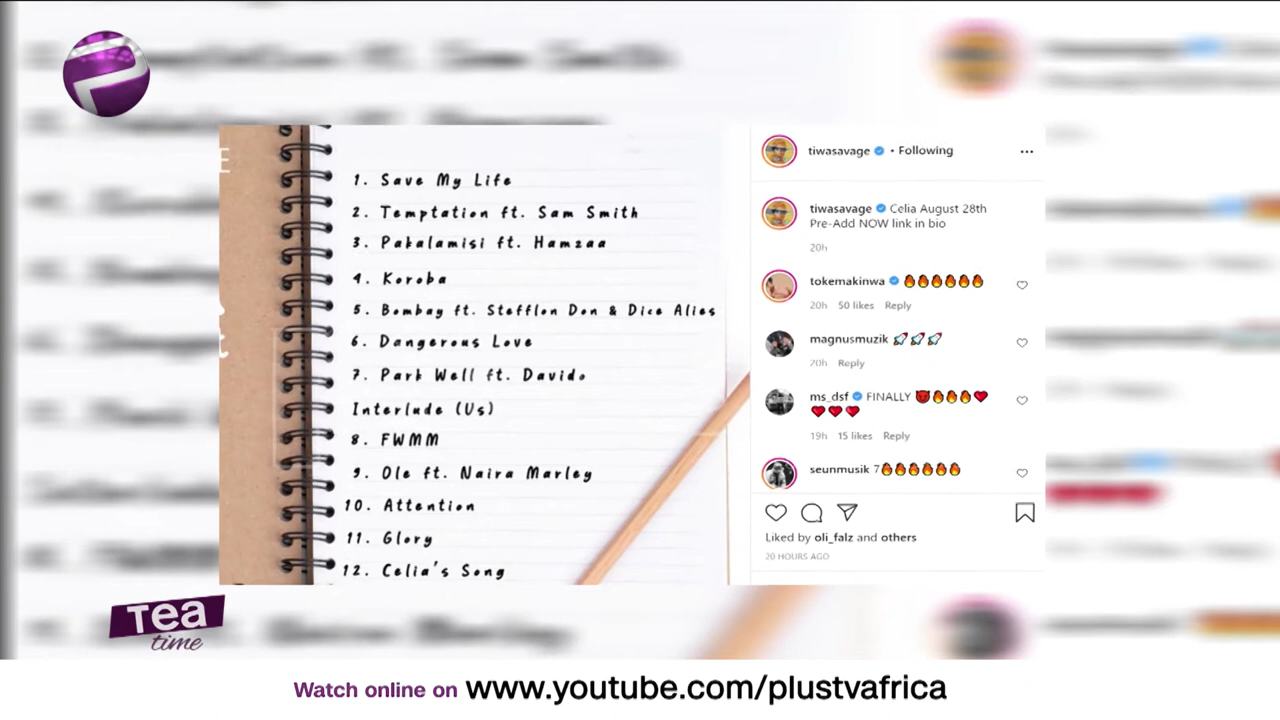 1. Save My Life
2. Temptation ft. Sam Smith
3. Pakalamisi ft. Hamzaa
4. Koroba
5. Bombay ft. Stefflon Don & Dice Alies
6. Dangerous Love
7. Park Well ft. Davido
Interlude (Us)
8. FWMM
9. Ole ft. Naira Marley
10. Attention
11. Glory
12. Celia's Song
tiwasavage • Following
tiwasavage Celia August 28th
Pre-Add NOW link in bio
20h
tokemakinwa 🔥🔥🔥🔥🔥🔥
20h 50 likes Reply
magnusmuzik 🚀🚀🚀
20h Reply
ms_dsf FINALLY 😈🔥🔥🔥❤️
❤️❤️❤️
19h 15 likes Reply
seunmusik 7🔥🔥🔥🔥🔥🔥
Liked by oli_falz and others
20 HOURS AGO
Tea
time
Watch online on www.youtube.com/plustvafrica